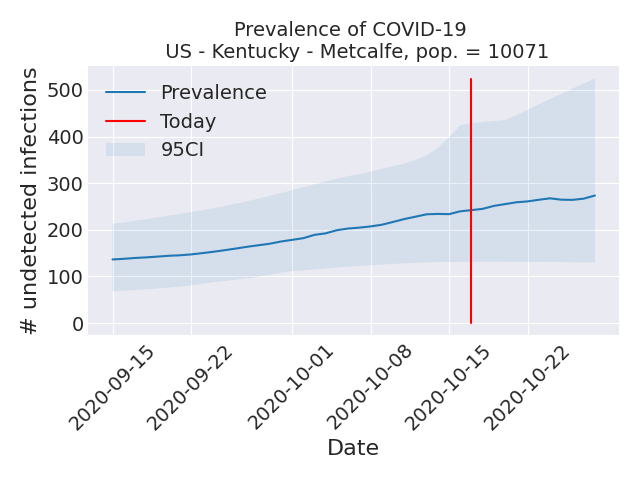 Prevalence of COVID-19
US - Kentucky - Metcalfe, pop. = 10071
# undetected infections
500
400
300
200
100
0
Prevalence
Today
95CI
2020-09-15
2020-09-22
2020-10-01
2020-10-08
2020-10-15
2020-10-22
Date